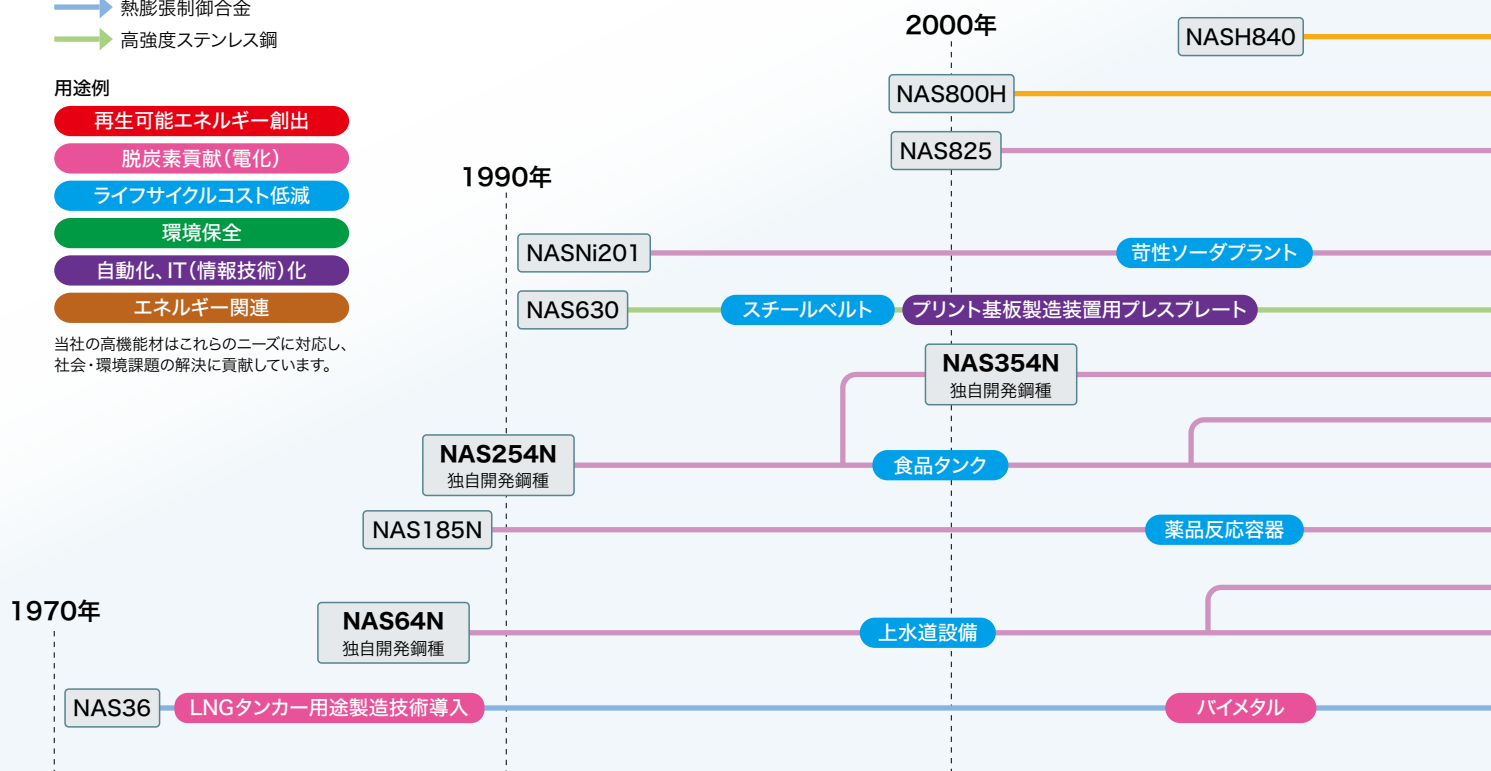 熱膨張制御合金
高強度ステンレス鋼
用途例
再生可能エネルギー創出
脱炭素貢献(電化)
ライフサイクルコスト低減
環境保全
自動化、IT(情報技術)化
エネルギー関連
当社の高機能材はこれらのニーズに対応し、
社会・環境課題の解決に貢献しています。
2000年
NASH840
NAS800H
NAS825
1990年
NASNi201
苛性ソーダプラント
NAS630
スチールベルト
プリント基板製造装置用プレスプレート
NAS354N
独自開発鋼種
NAS254N
独自開発鋼種
食品タンク
NAS185N
薬品反応容器
1970年
NAS64N
独自開発鋼種
上水道設備
NAS36
LNGタンカー用途製造技術導入
バイメタル